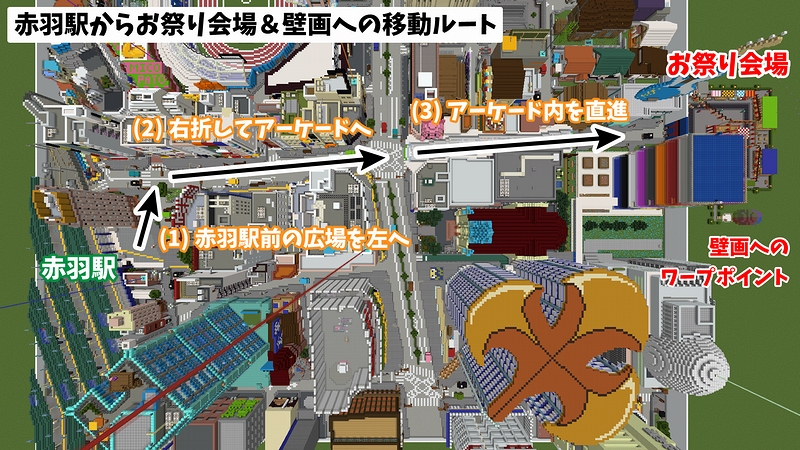 赤羽駅からお祭り会場＆壁画への移動ルート
お祭り会場
(3) アーケード内を直進
(2) 右折してアーケードへ
(1) 赤羽駅前の広場を左へ
赤羽駅
壁画への
ワープポイント